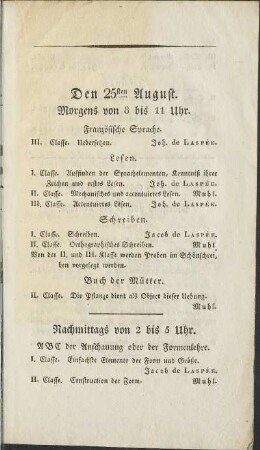 Den 25sten August.
Morgens von 8 bis 11 Uhr.
Französische Sprache.
III. Classe. Uebersetzen. Joh. de LASPÉE.
Lesen.
I. Classe. Auffinden der Sprachelementen, Kenntniß ihrer
Zeichen und erstes Lesen. Joh. de LASPÉE.
II. Classe. Mechanisches und accentuirtes Lesen. Muhl.
III. Classe. Accentuirtes Lesen. Joh. de LASPÉE.
Schreiben.
I. Classe. Schreiben. Jacob de LASPÉE.
II. Classe. Orthographisches Schreiben. Muhl
Von der II. und III. Klasse werden Proben im Schönschrei-
ben vorgelegt werden.
Buch der Mütter.
II. Classe. Die Pflanze dient als Object dieser Uebung.
Muhl.
Nachmittags von 2 bis 5 Uhr.
ABC der Anschauung oder der Formenlehre.
I. Classe. Einfachste Elemente der Form und Größe.
Jacob de LASPÉE.
II. Classe. Construction der Form. Muhl.